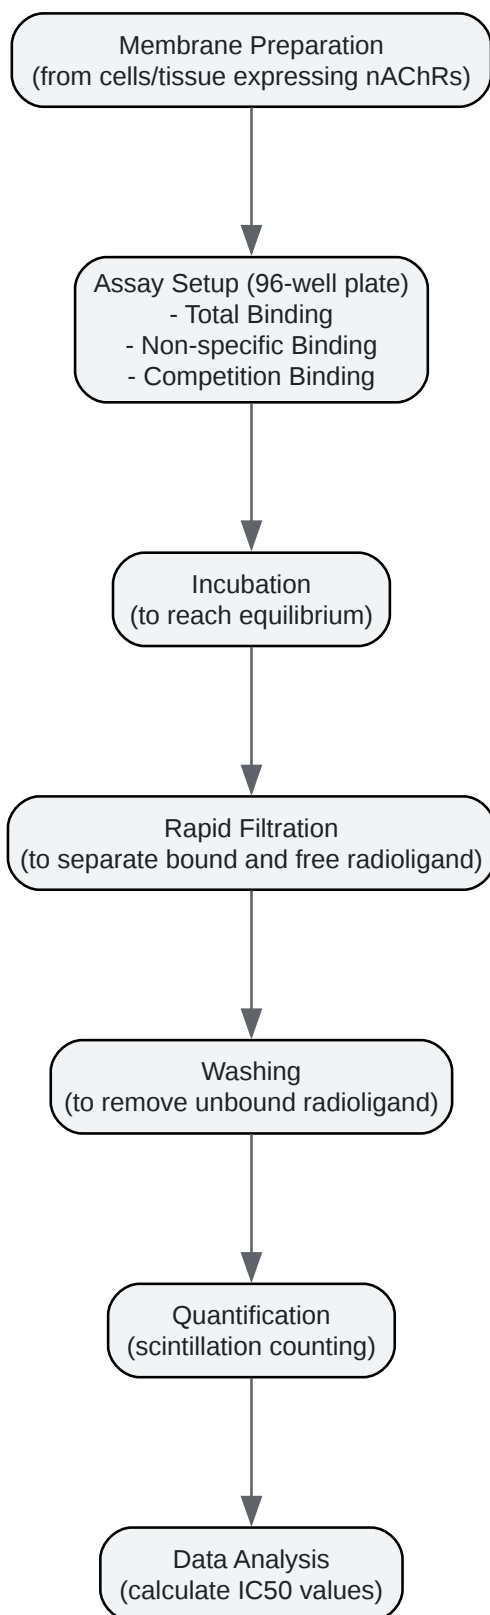 Membrane Preparation
(from cells/tissue expressing nAChRs)
Assay Setup (96-well plate)
- Total Binding
- Non-specific Binding
- Competition Binding
Incubation
(to reach equilibrium)
Rapid Filtration
(to separate bound and free radioligand)
Washing
(to remove unbound radioligand)
Quantification
(scintillation counting)
Data Analysis
(calculate IC50 values)